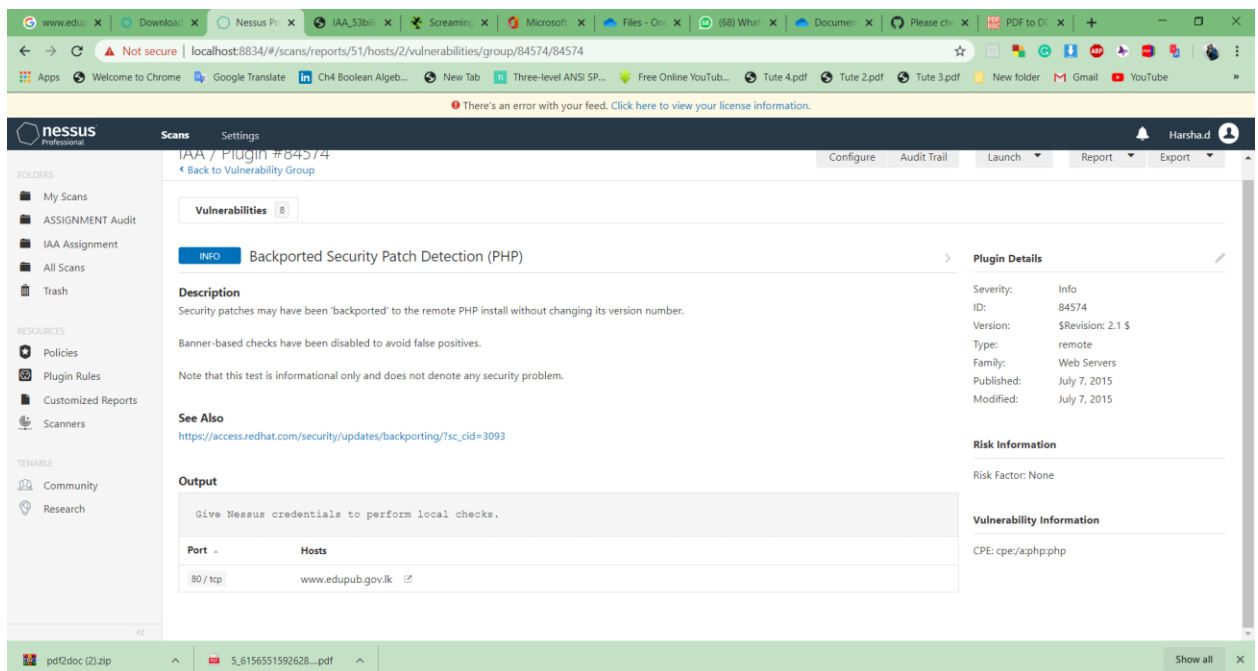 www.edup
Download
Nessus Pr
IAA_53bifi
Screaming
Microsoft
Files - On
(68) What
Documen
Please che
PDF to DO
Not secure | localhost:8834/#/scans/reports/51/hosts/2/vulnerabilities/group/84574/84574
Apps
Welcome to Chrome
Google Translate
Ch4 Boolean Algeb...
New Tab
Three-level ANSI SP...
Free Online YouTub...
Tute 4.pdf
Tute 2.pdf
Tute 3.pdf
New folder
Gmail
YouTube
There's an error with your feed. Click here to view your license information.
nessus
Professional
Scans
Settings
Harsha.d
FOLDERS
My Scans
ASSIGNMENT Audit
IAA Assignment
All Scans
Trash
RESOURCES
Policies
Plugin Rules
Customized Reports
Scanners
TENABLE
Community
Research
IAA / Plugin #84574
Back to Vulnerability Group
Configure
Audit Trail
Launch
Report
Export
Vulnerabilities 8
INFO Backported Security Patch Detection (PHP)
Description
Security patches may have been 'backported' to the remote PHP install without changing its version number.
Banner-based checks have been disabled to avoid false positives.
Note that this test is informational only and does not denote any security problem.
See Also
https://access.redhat.com/security/updates/backporting/?sc_cid=3093
Output
Give Nessus credentials to perform local checks.
Port Hosts
80 / tcp www.edupub.gov.lk
Plugin Details
Severity: Info
ID: 84574
Version: $Revision: 2.1 $
Type: remote
Family: Web Servers
Published: July 7, 2015
Modified: July 7, 2015
Risk Information
Risk Factor: None
Vulnerability Information
CPE: cpe:/a:php:php
pdf2doc (2).zip
5_6156551592628....pdf
Show all